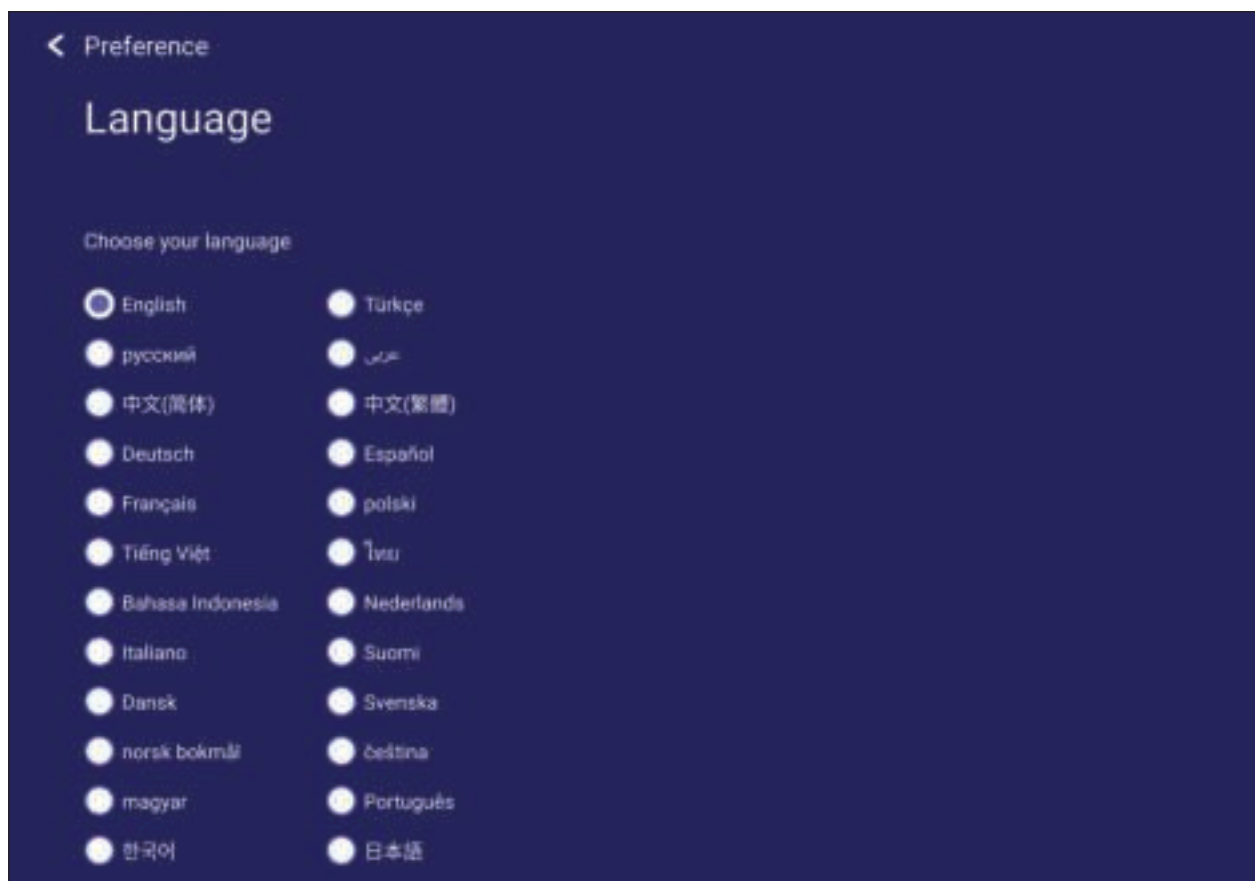 Preference
Language
Choose your language
English Türkçe
русский عربى
中文(简体) 中文(繁體)
Deutsch Español
Français polski
Tiếng Việt ไทย
Bahasa Indonesia Nederlands
Italiano Suomi
Dansk Svenska
norsk bokmål čeština
magyar Português
한국어 日本語